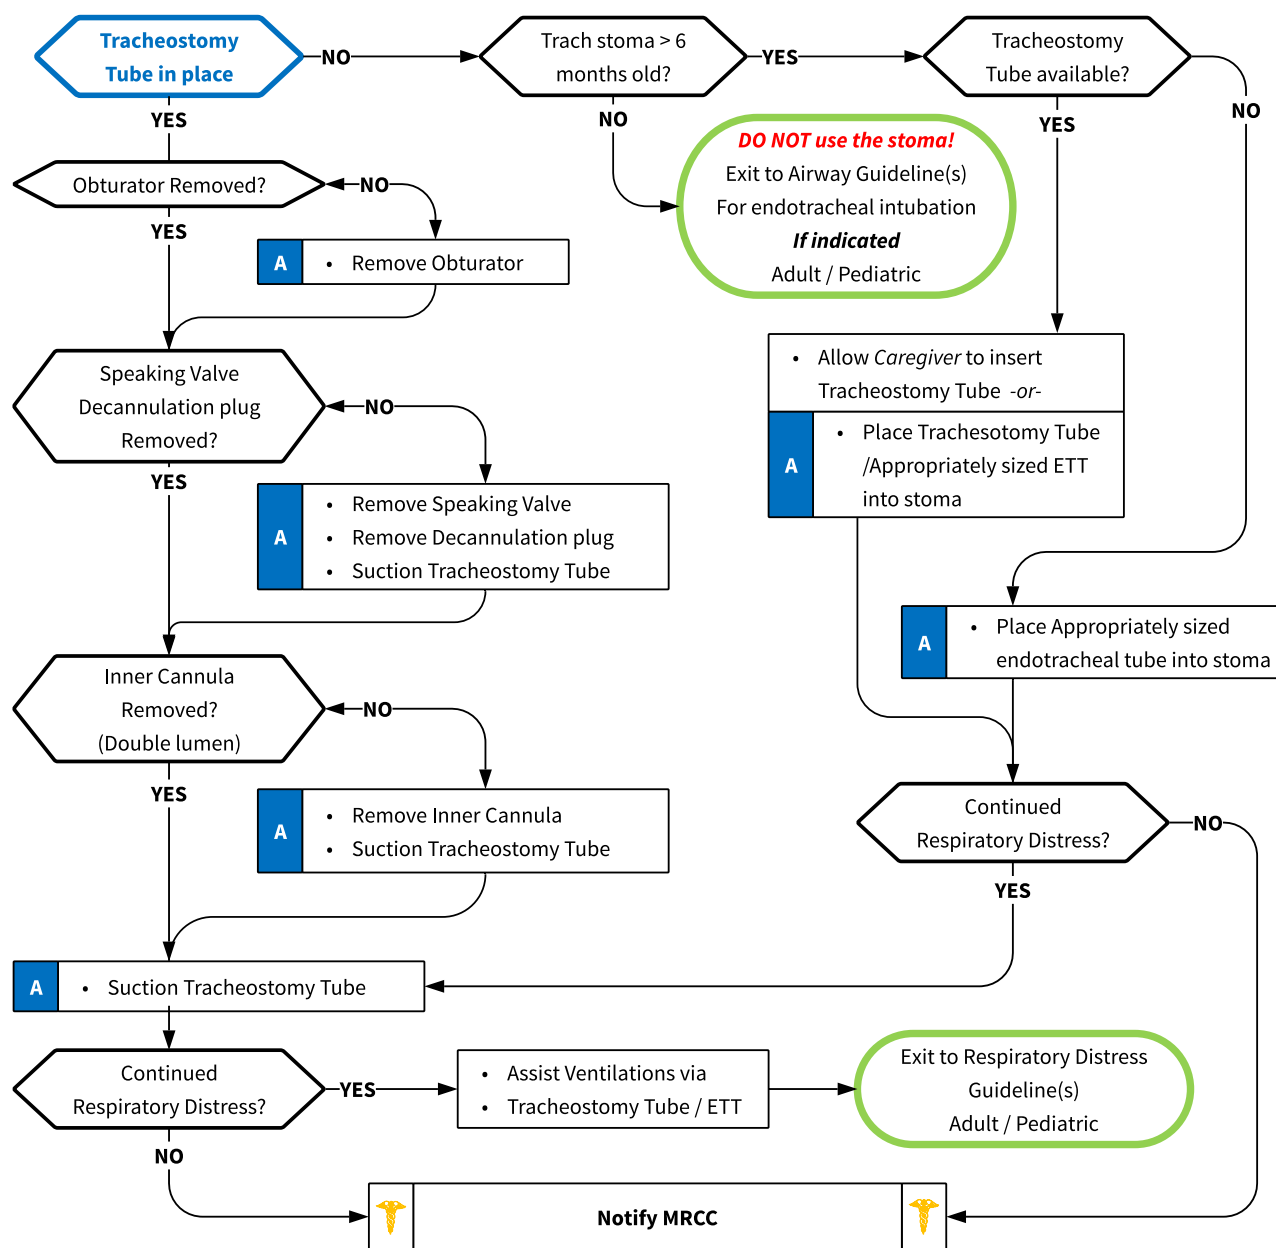 Tracheostomy
Tube in place
NO
Trach stoma > 6
months old?
YES
Tracheostomy
Tube available?
YES
NO
YES
NO
DO NOT use the stoma!
Exit to Airway Guideline(s)
For endotracheal intubation
If indicated
Adult / Pediatric
Obturator Removed?
NO
YES
A
• Remove Obturator
Speaking Valve
Decannulation plug
Removed?
NO
YES
A
• Remove Speaking Valve
• Remove Decannulation plug
• Suction Tracheostomy Tube
• Allow Caregiver to insert
Tracheostomy Tube -or-
A
• Place Trachesotomy Tube
/Appropriately sized ETT
into stoma
A
• Place Appropriately sized
endotracheal tube into stoma
Inner Cannula
Removed?
(Double lumen)
NO
YES
A
• Remove Inner Cannula
• Suction Tracheostomy Tube
Continued
Respiratory Distress?
NO
YES
A
• Suction Tracheostomy Tube
Continued
Respiratory Distress?
YES
NO
• Assist Ventilations via
• Tracheostomy Tube / ETT
Exit to Respiratory Distress
Guideline(s)
Adult / Pediatric
Notify MRCC